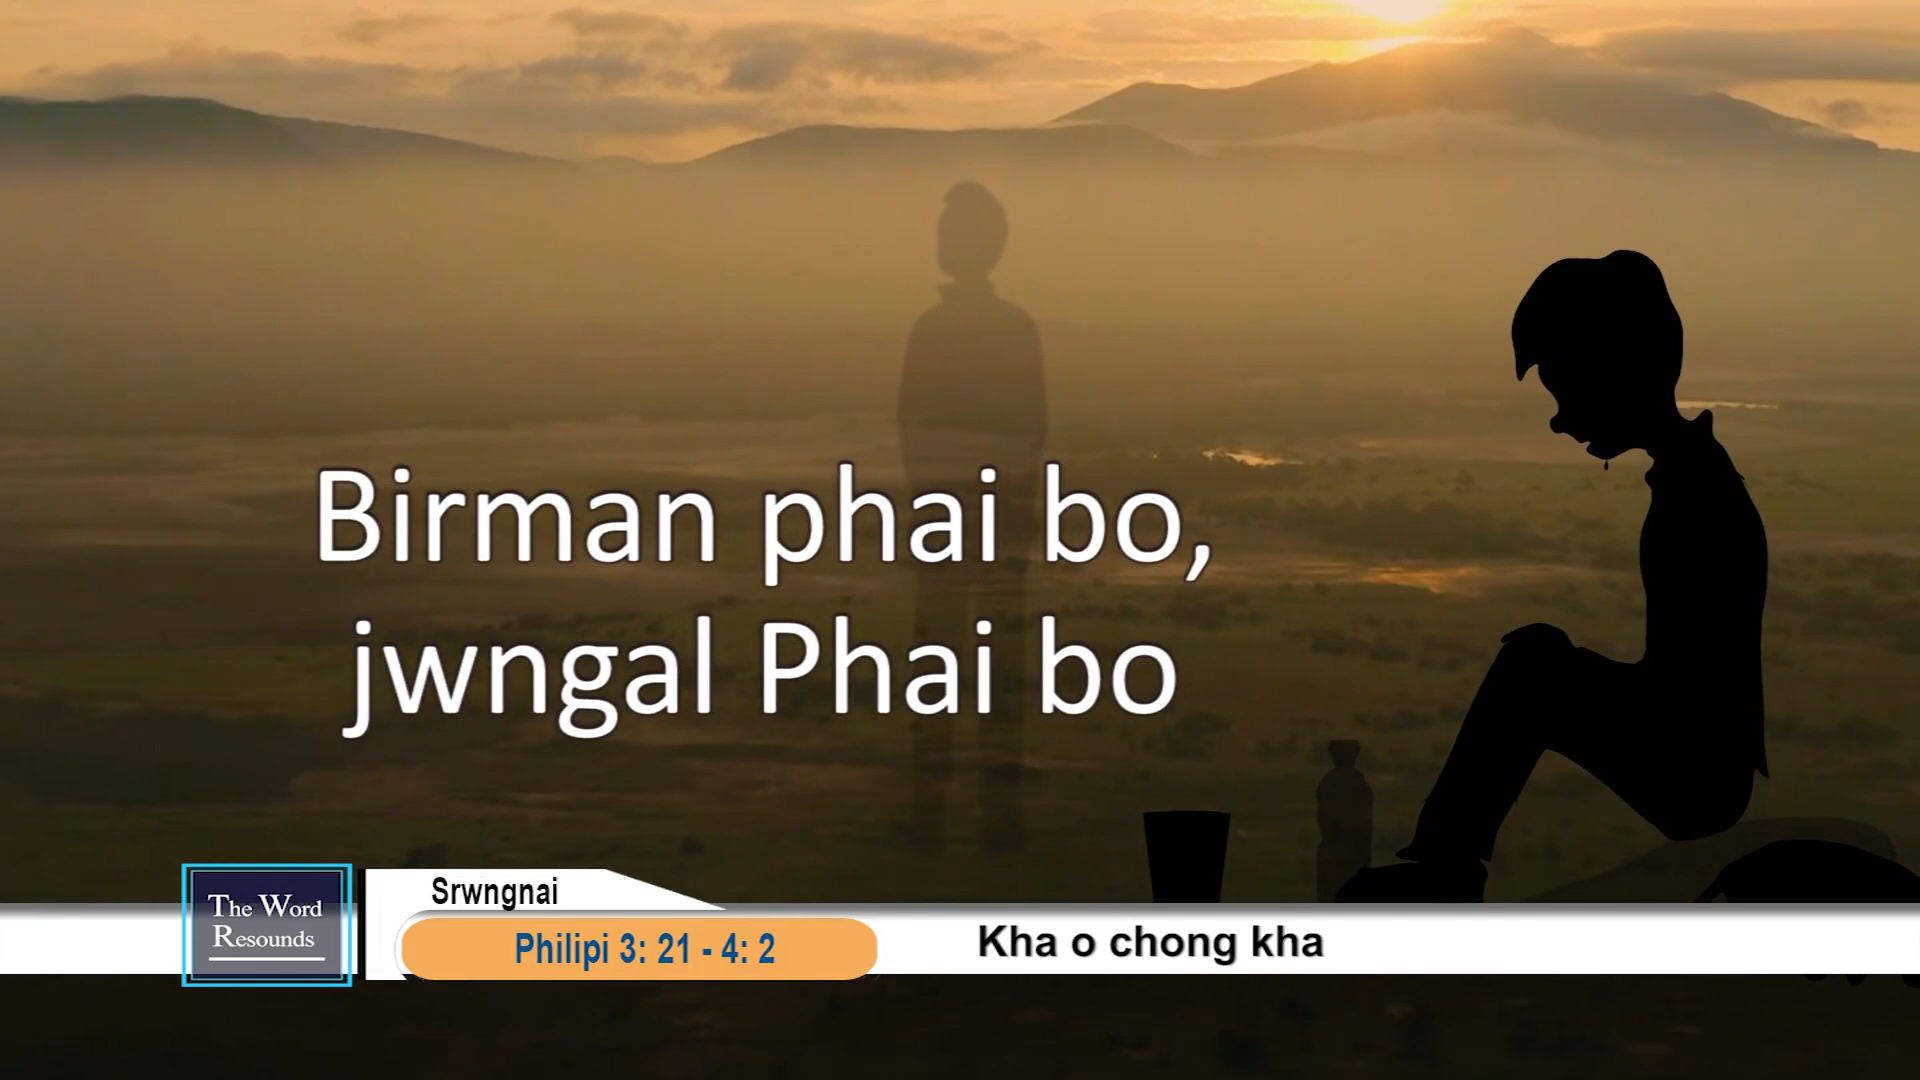 Birman phai bo,
jwngal Phai bo
The Word
Resounds
Srwngnai
Philipi 3: 21 - 4: 2
Kha o chong kha